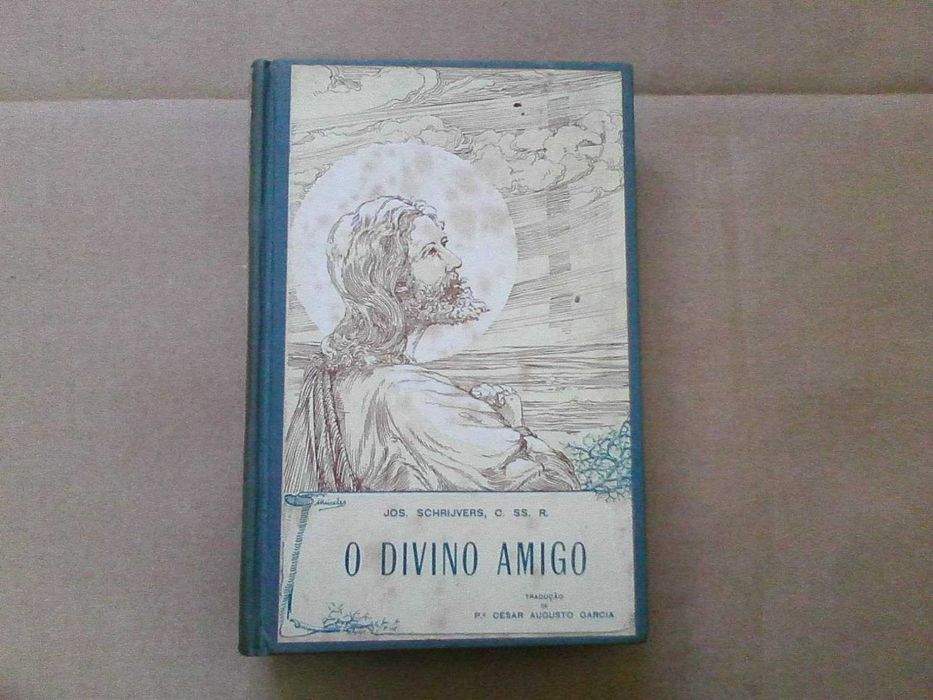 JOS. SCHRIJVERS, C. SS. R.
O DIVINO AMIGO
TRADUÇÃO
DE
P.e CÉSAR AUGUSTO GARCIA